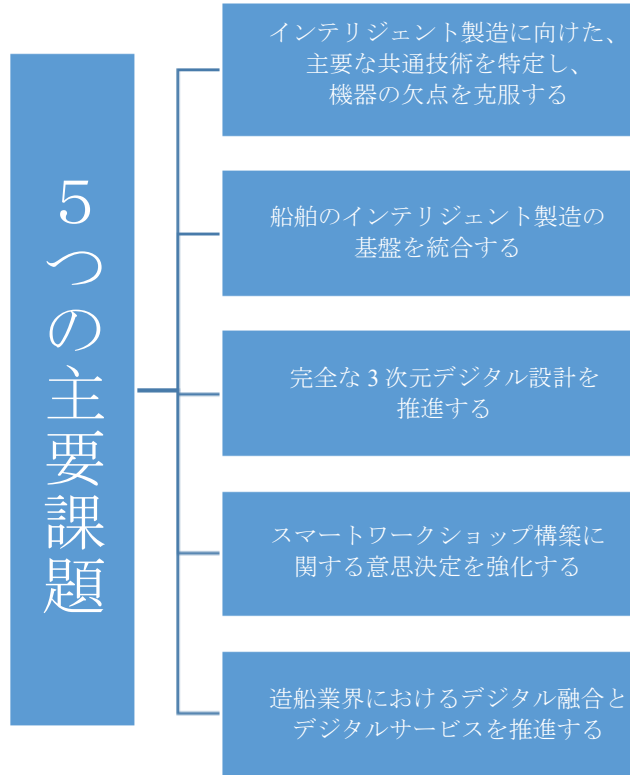 5つの主要課題
インテリジェント製造に向けた、
主要な共通技術を特定し、
機器の欠点を克服する
船舶のインテリジェント製造の
基盤を統合する
完全な3次元デジタル設計を
推進する
スマートワークショップ構築に
関する意思決定を強化する
造船業界におけるデジタル融合と
デジタルサービスを推進する